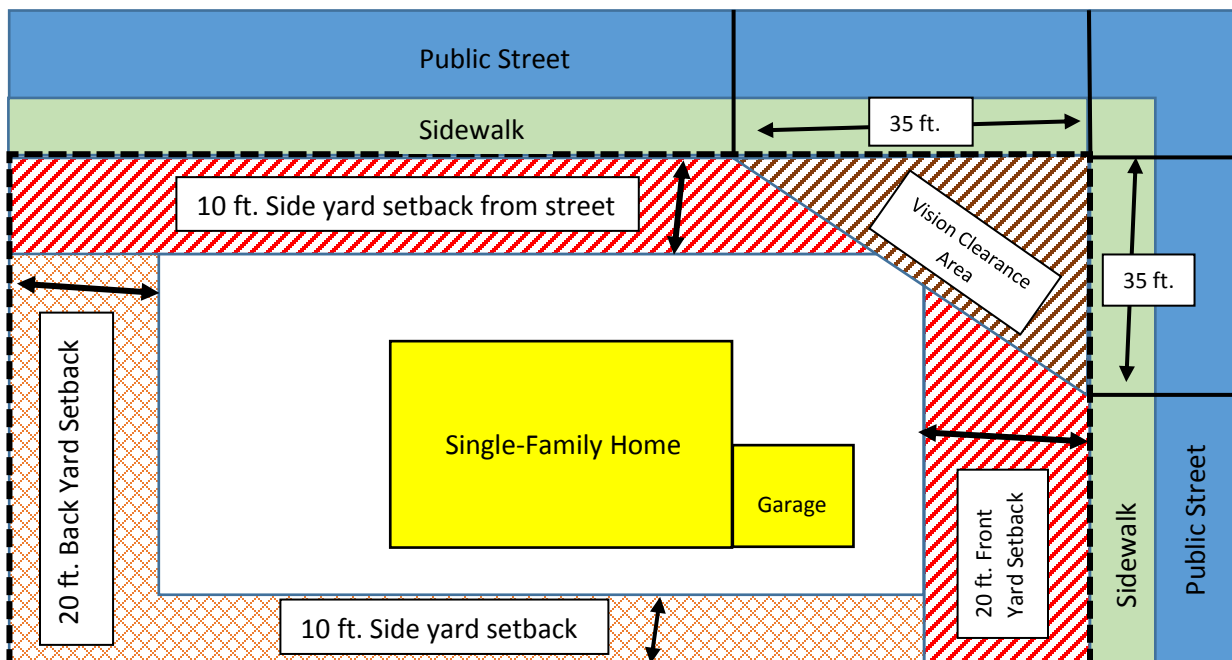 Public Street
Sidewalk
35 ft.
10 ft. Side yard setback from street
Vision Clearance
Area
35 ft.
20 ft. Back Yard Setback
Single-Family Home
Garage
20 ft. Front
Yard Setback
Sidewalk
Public Street
10 ft. Side yard setback